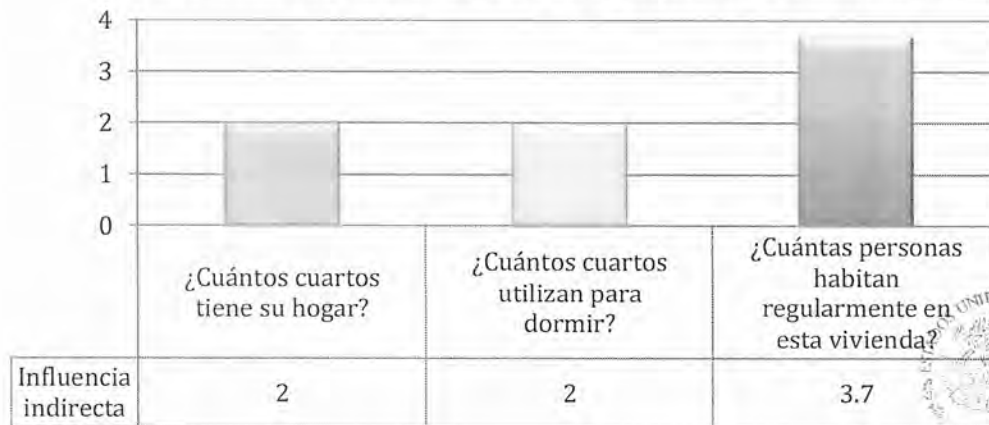 4
3
2
1
0
¿Cuántos cuartos
tiene su hogar?
¿Cuántos cuartos
utilizan para
dormir?
¿Cuántas personas
habitan
regularmente en
esta vivienda?
Influencia
indirecta
2
2
3.7